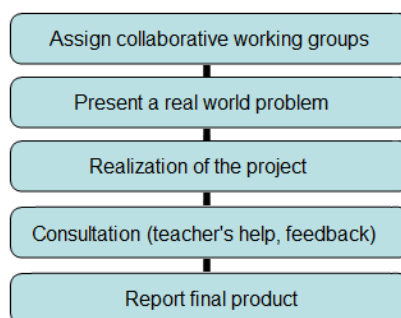 Assign collaborative working groups
Present a real world problem
Realization of the project
Consultation (teacher's help, feedback)
Report final product